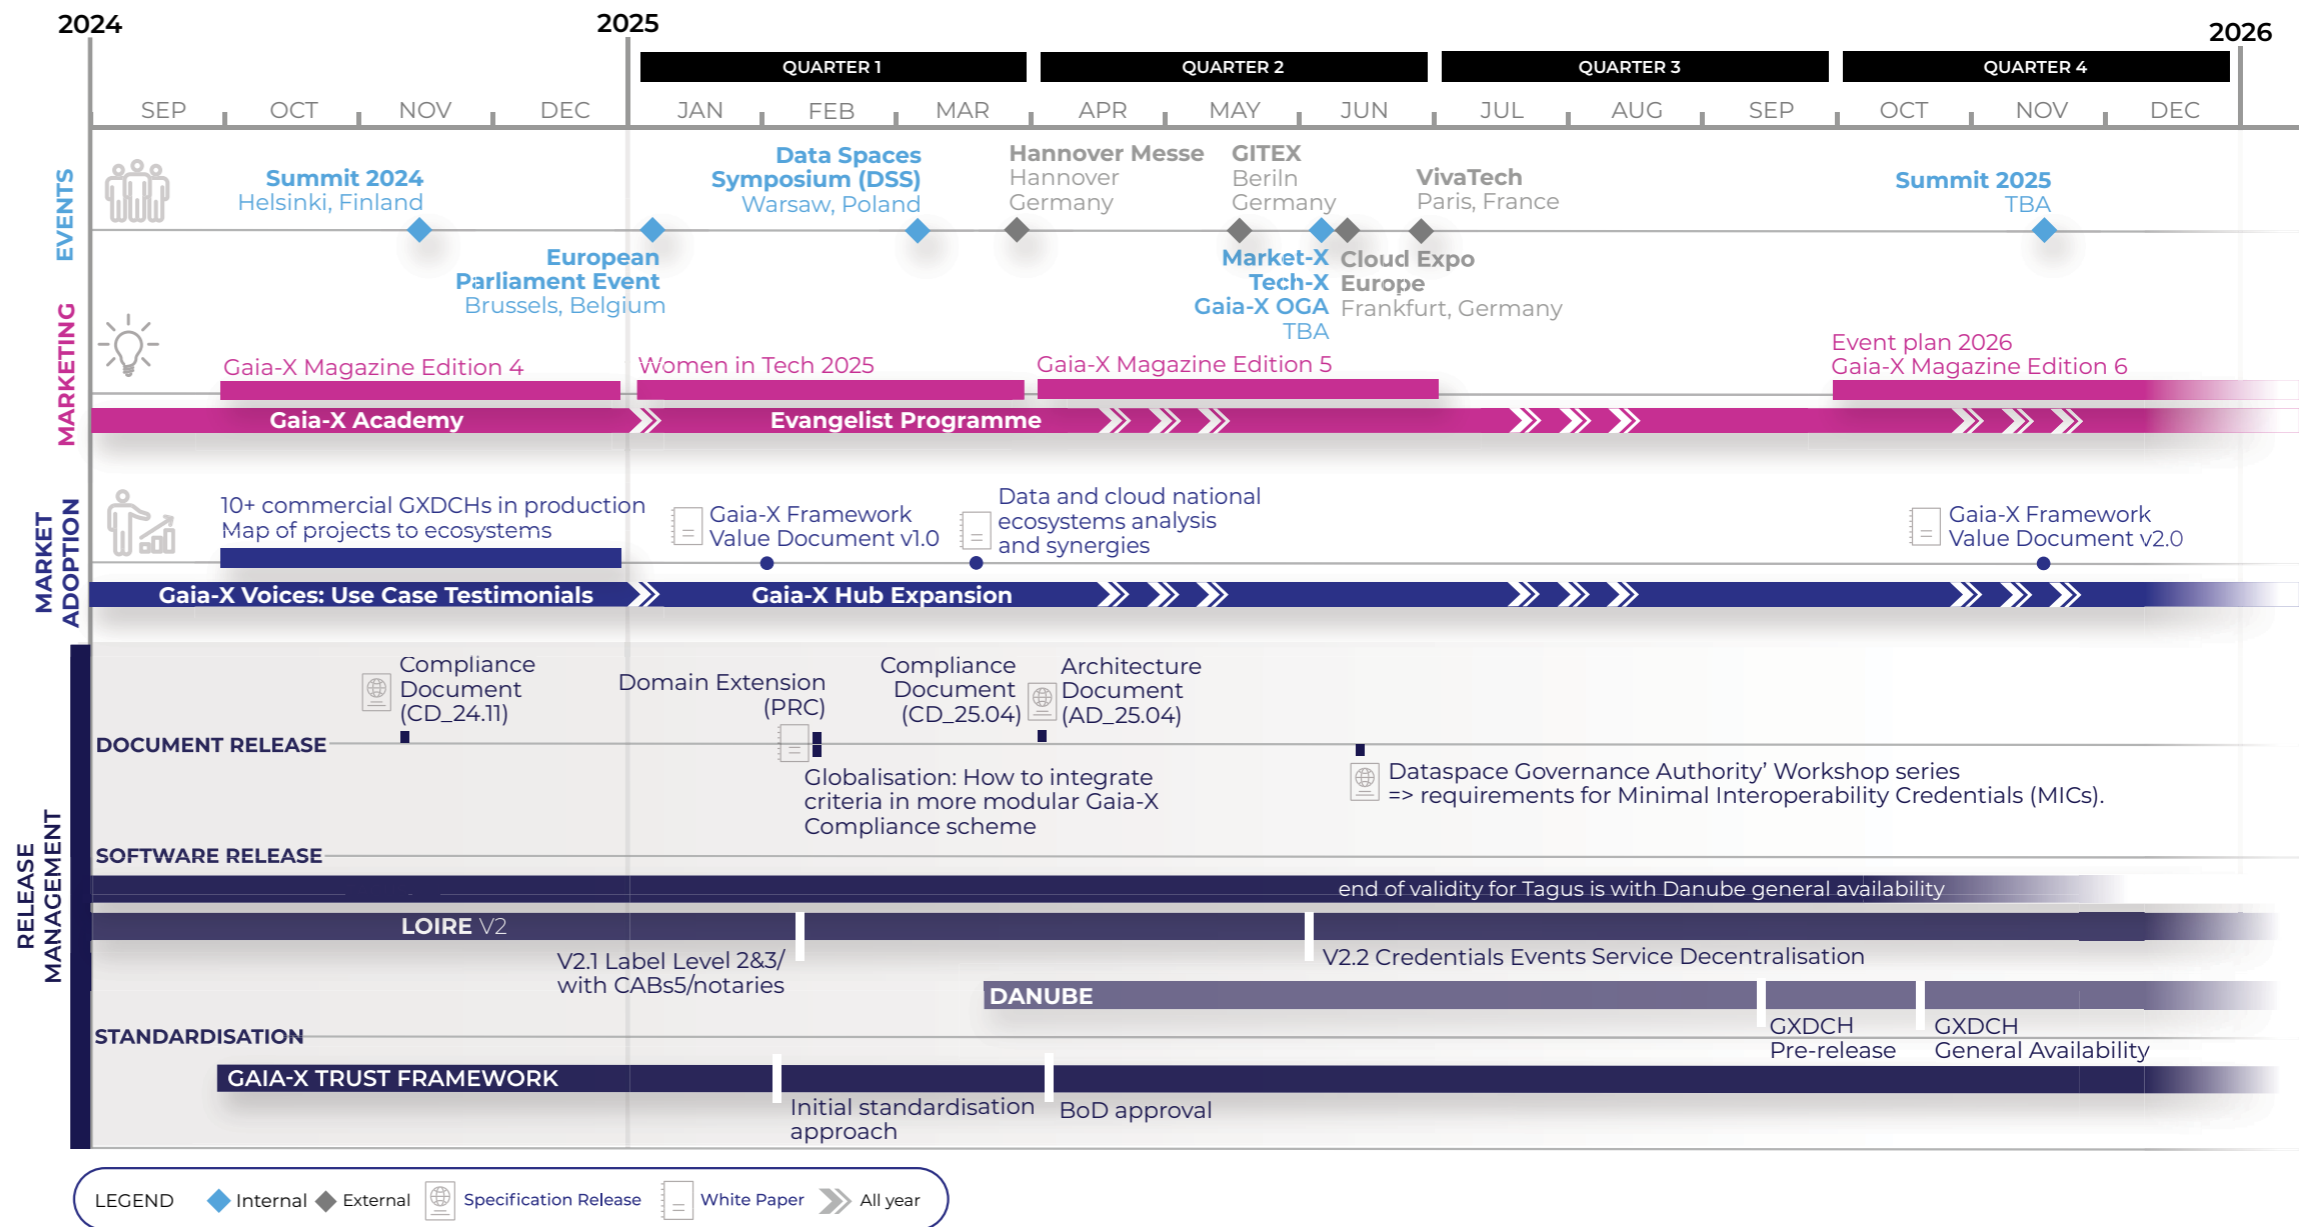 2024
2025
2026
QUARTER 1
QUARTER 2
QUARTER 3
QUARTER 4
SEP
OCT
NOV
DEC
JAN
FEB
MAR
APR
MAY
JUN
JUL
AUG
SEP
OCT
NOV
DEC
EVENTS
Summit 2024
Helsinki, Finland
European
Parliament Event
Brussels, Belgium
Data Spaces
Symposium (DSS)
Warsaw, Poland
Hannover Messe
Hannover
Germany
GITEX
Beriln
Germany
Market-X
Tech-X
Gaia-X OGA
TBA
Cloud Expo
Europe
Frankfurt, Germany
VivaTech
Paris, France
Summit 2025
TBA
MARKETING
Gaia-X Magazine Edition 4
Women in Tech 2025
Gaia-X Magazine Edition 5
Event plan 2026
Gaia-X Magazine Edition 6
Gaia-X Academy
Evangelist Programme
MARKET
ADOPTION
10+ commercial GXDCHs in production
Map of projects to ecosystems
Gaia-X Framework
Value Document v1.0
Data and cloud national
ecosystems analysis
and synergies
Gaia-X Framework
Value Document v2.0
Gaia-X Voices: Use Case Testimonials
Gaia-X Hub Expansion
RELEASE
MANAGEMENT
DOCUMENT RELEASE
Compliance
Document
(CD_24.11)
Domain Extension
(PRC)
Globalisation: How to integrate
criteria in more modular Gaia-X
Compliance scheme
Compliance
Document
(CD_25.04)
Architecture
Document
(AD_25.04)
Dataspace Governance Authority’ Workshop series
=> requirements for Minimal Interoperability Credentials (MICs).
SOFTWARE RELEASE
end of validity for Tagus is with Danube general availability
LOIRE V2
V2.1 Label Level 2&3/
with CABs5/notaries
V2.2 Credentials Events Service Decentralisation
DANUBE
GXDCH
Pre-release
GXDCH
General Availability
STANDARDISATION
GAIA-X TRUST FRAMEWORK
Initial standardisation
approach
BoD approval
LEGEND
Internal
External
Specification Release
White Paper
All year